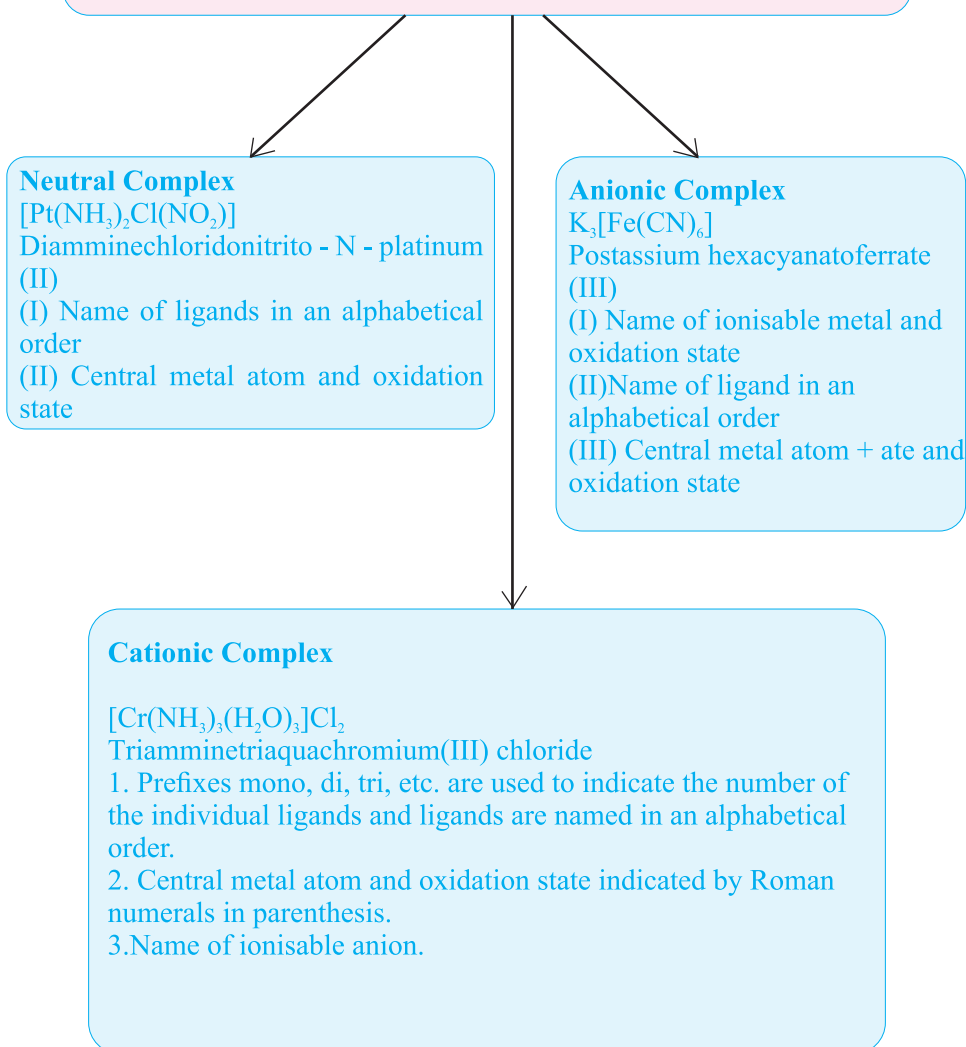 Neutral Complex
[Pt(NH₃)₂Cl(NO₂)]
Diamminechloridonitrito - N - platinum
(II)
(I) Name of ligands in an alphabetical
order
(II) Central metal atom and oxidation
state
Anionic Complex
K₃[Fe(CN)₆]
Postassium hexacyanatoferrate
(III)
(I) Name of ionisable metal and
oxidation state
(II)Name of ligand in an
alphabetical order
(III) Central metal atom + ate and
oxidation state
Cationic Complex
[Cr(NH₃)₃(H₂O)₃]Cl₂
Triamminetriaquachromium(III) chloride
1. Prefixes mono, di, tri, etc. are used to indicate the number of
the individual ligands and ligands are named in an alphabetical
order.
2. Central metal atom and oxidation state indicated by Roman
numerals in parenthesis.
3.Name of ionisable anion.